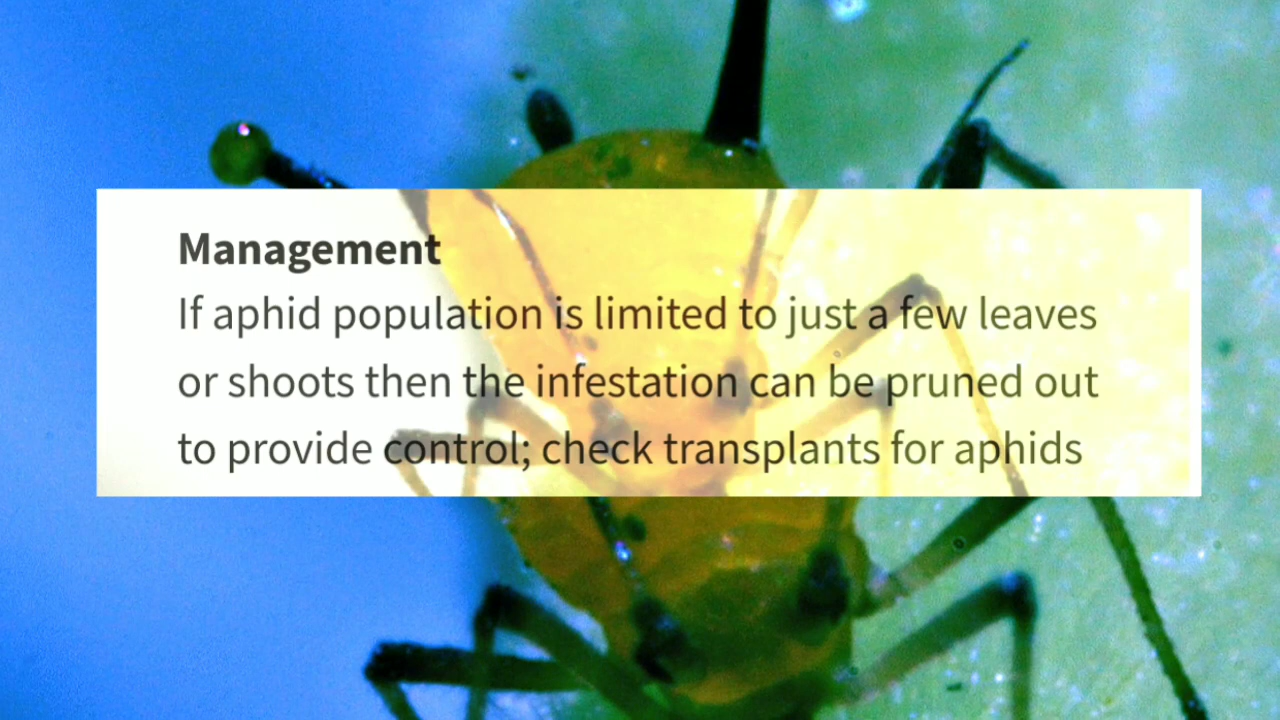 Management
If aphid population is limited to just a few leaves
or shoots then the infestation can be pruned out
to provide control; check transplants for aphids